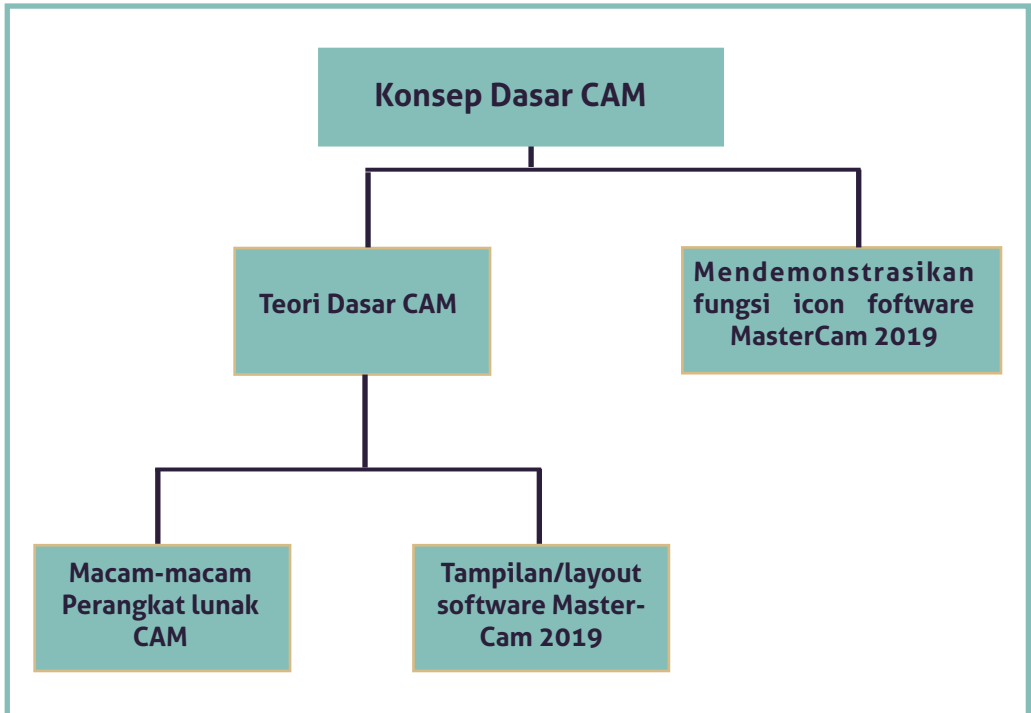 Konsep Dasar CAM
Teori Dasar CAM
Mendemonstrasikan
fungsi icon foftware
MasterCam 2019
Macam-macam
Perangkat lunak
CAM
Tampilan/layout
software Master-
Cam 2019